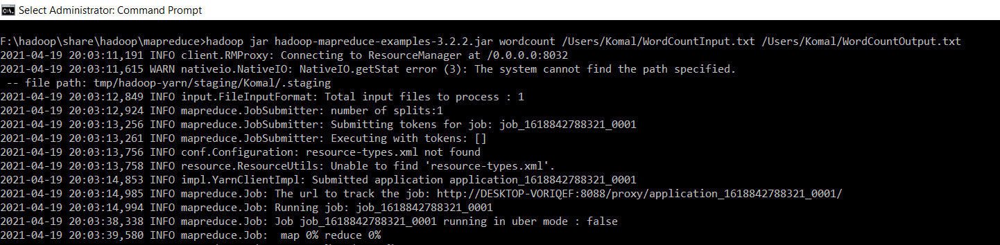 Select Administrator: Command Prompt
F:\hadoop\share\hadoop\mapreduce>hadoop jar hadoop-mapreduce-examples-3.2.2.jar wordcount /Users/Komal/WordCountInput.txt /Users/Komal/WordCountOutput.txt
2021-04-19 20:03:11,191 INFO client.RMProxy: Connecting to ResourceManager at /0.0.0.0:8032
2021-04-19 20:03:11,615 WARN nativeio.NativeIO: NativeIO.getStat error (3): The system cannot find the path specified.
 -- file path: tmp/hadoop-yarn/staging/Komal/.staging
2021-04-19 20:03:12,849 INFO input.FileInputFormat: Total input files to process : 1
2021-04-19 20:03:12,924 INFO mapreduce.JobSubmitter: number of splits:1
2021-04-19 20:03:13,256 INFO mapreduce.JobSubmitter: Submitting tokens for job: job_1618842788321_0001
2021-04-19 20:03:13,261 INFO mapreduce.JobSubmitter: Executing with tokens: []
2021-04-19 20:03:13,756 INFO conf.Configuration: resource-types.xml not found
2021-04-19 20:03:13,758 INFO resource.ResourceUtils: Unable to find 'resource-types.xml'.
2021-04-19 20:03:14,853 INFO impl.YarnClientImpl: Submitted application application_1618842788321_0001
2021-04-19 20:03:14,985 INFO mapreduce.Job: The url to track the job: http://DESKTOP-VORIQEF:8088/proxy/application_1618842788321_0001/
2021-04-19 20:03:14,994 INFO mapreduce.Job: Running job: job_1618842788321_0001
2021-04-19 20:03:38,338 INFO mapreduce.Job: Job job_1618842788321_0001 running in uber mode : false
2021-04-19 20:03:39,580 INFO mapreduce.Job:  map 0% reduce 0%